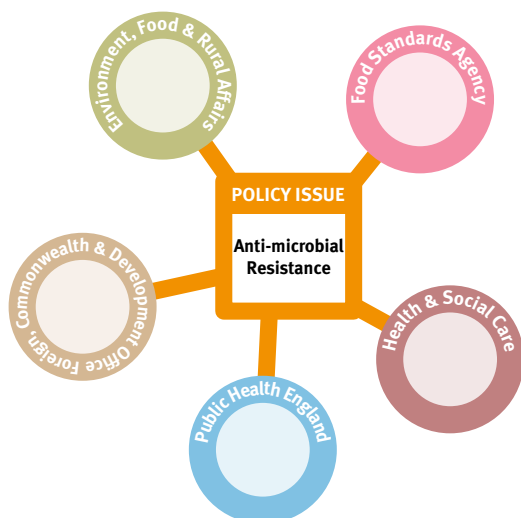 Environment, Food & Rural Affairs
Food Standards Agency
POLICY ISSUE
Anti-microbial
Resistance
Foreign, Commonwealth & Development Office
Health & Social Care
Public Health England